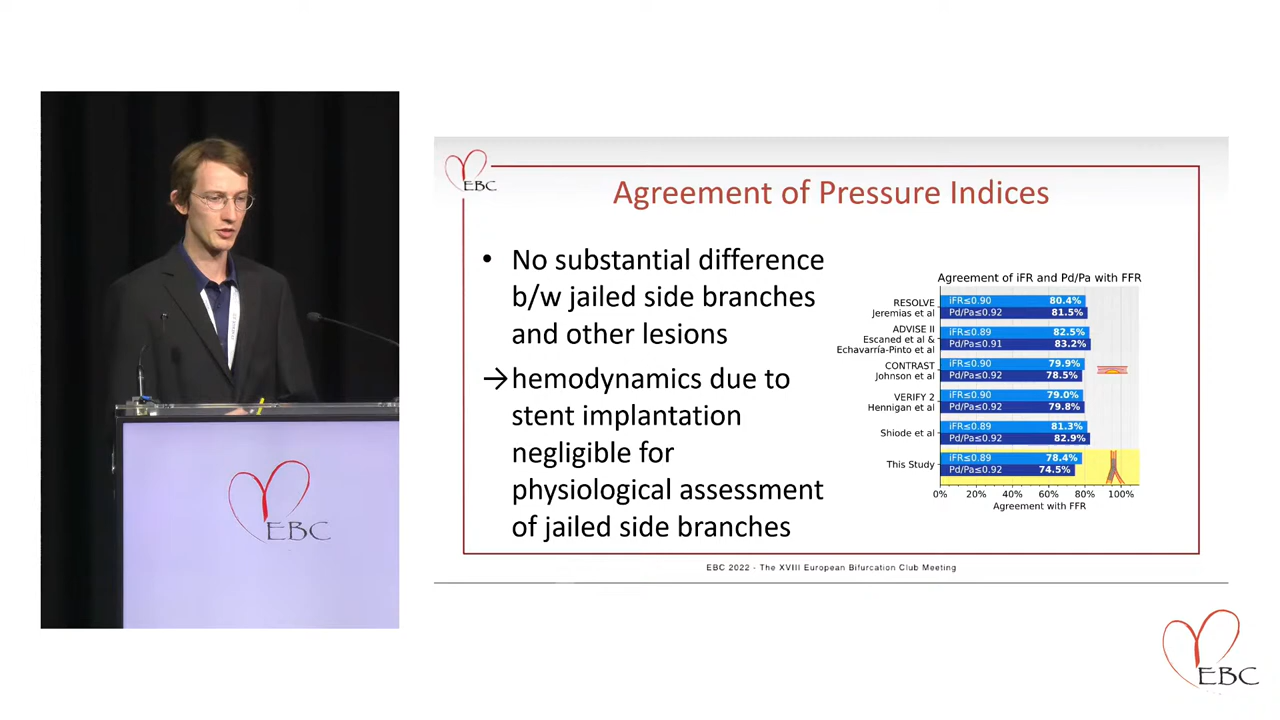 EBC
EBC
Agreement of Pressure Indices
• No substantial difference
b/w jailed side branches
and other lesions
→hemodynamics due to
stent implantation
negligible for
physiological assessment
of jailed side branches
Agreement of iFR and Pd/Pa with FFR
RESOLVE
Jeremias et al
iFR≤0.90 80.4%
Pd/Pa≤0.92 81.5%
ADVISE II
Escaned et al &
Echavarría-Pinto et al
iFR≤0.89 82.5%
Pd/Pa≤0.91 83.2%
CONTRAST
Johnson et al
iFR≤0.90 79.9%
Pd/Pa≤0.92 78.5%
VERIFY 2
Hennigan et al
iFR≤0.90 79.0%
Pd/Pa≤0.92 79.8%
Shiode et al
iFR≤0.89 81.3%
Pd/Pa≤0.92 82.9%
This Study
iFR≤0.89 78.4%
Pd/Pa≤0.92 74.5%
0% 20% 40% 60% 80% 100%
Agreement with FFR
EBC 2022 - The XVIII European Bifurcation Club Meeting
EBC